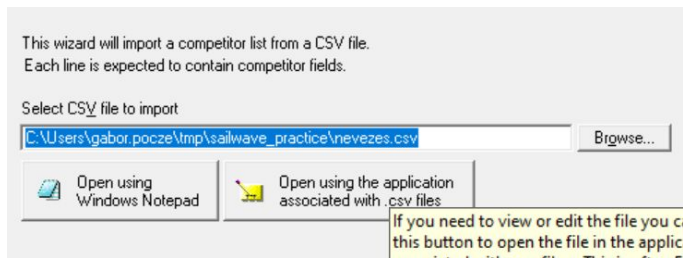 This wizard will import a competitor list from a CSV file.
Each line is expected to contain competitor fields.
Select CSV file to import
C:\Users\gabor.pocze\tmp\sailwave_practice\nevezes.csv
Browse...
Open using
Windows Notepad
Open using the application
associated with .csv files
If you need to view or edit the file you c
this button to open the file in the applic